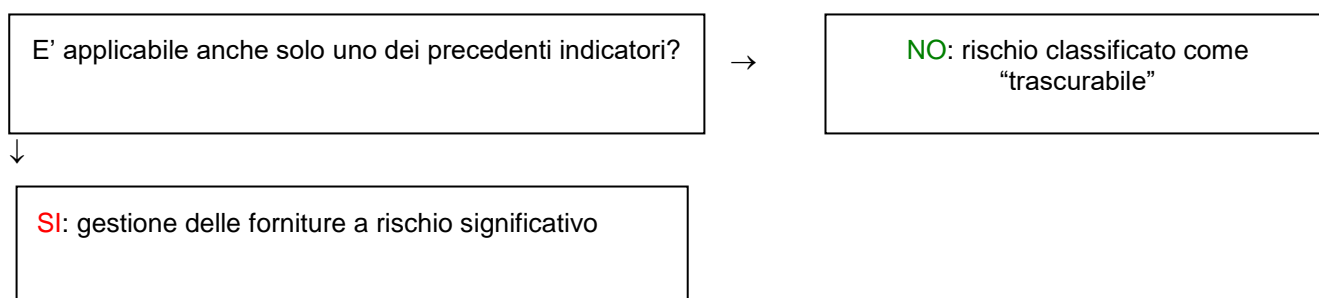 E’ applicabile anche solo uno dei precedenti indicatori?
→
NO: rischio classificato come
“trascurabile”
↓
SI: gestione delle forniture a rischio significativo